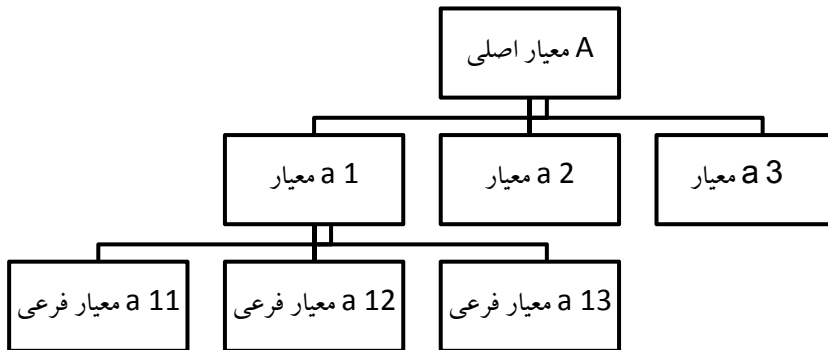 معیار اصلی A
معیار a 1
معیار a 2
معیار a 3
معیار فرعی a 11
معیار فرعی a 12
معیار فرعی a 13